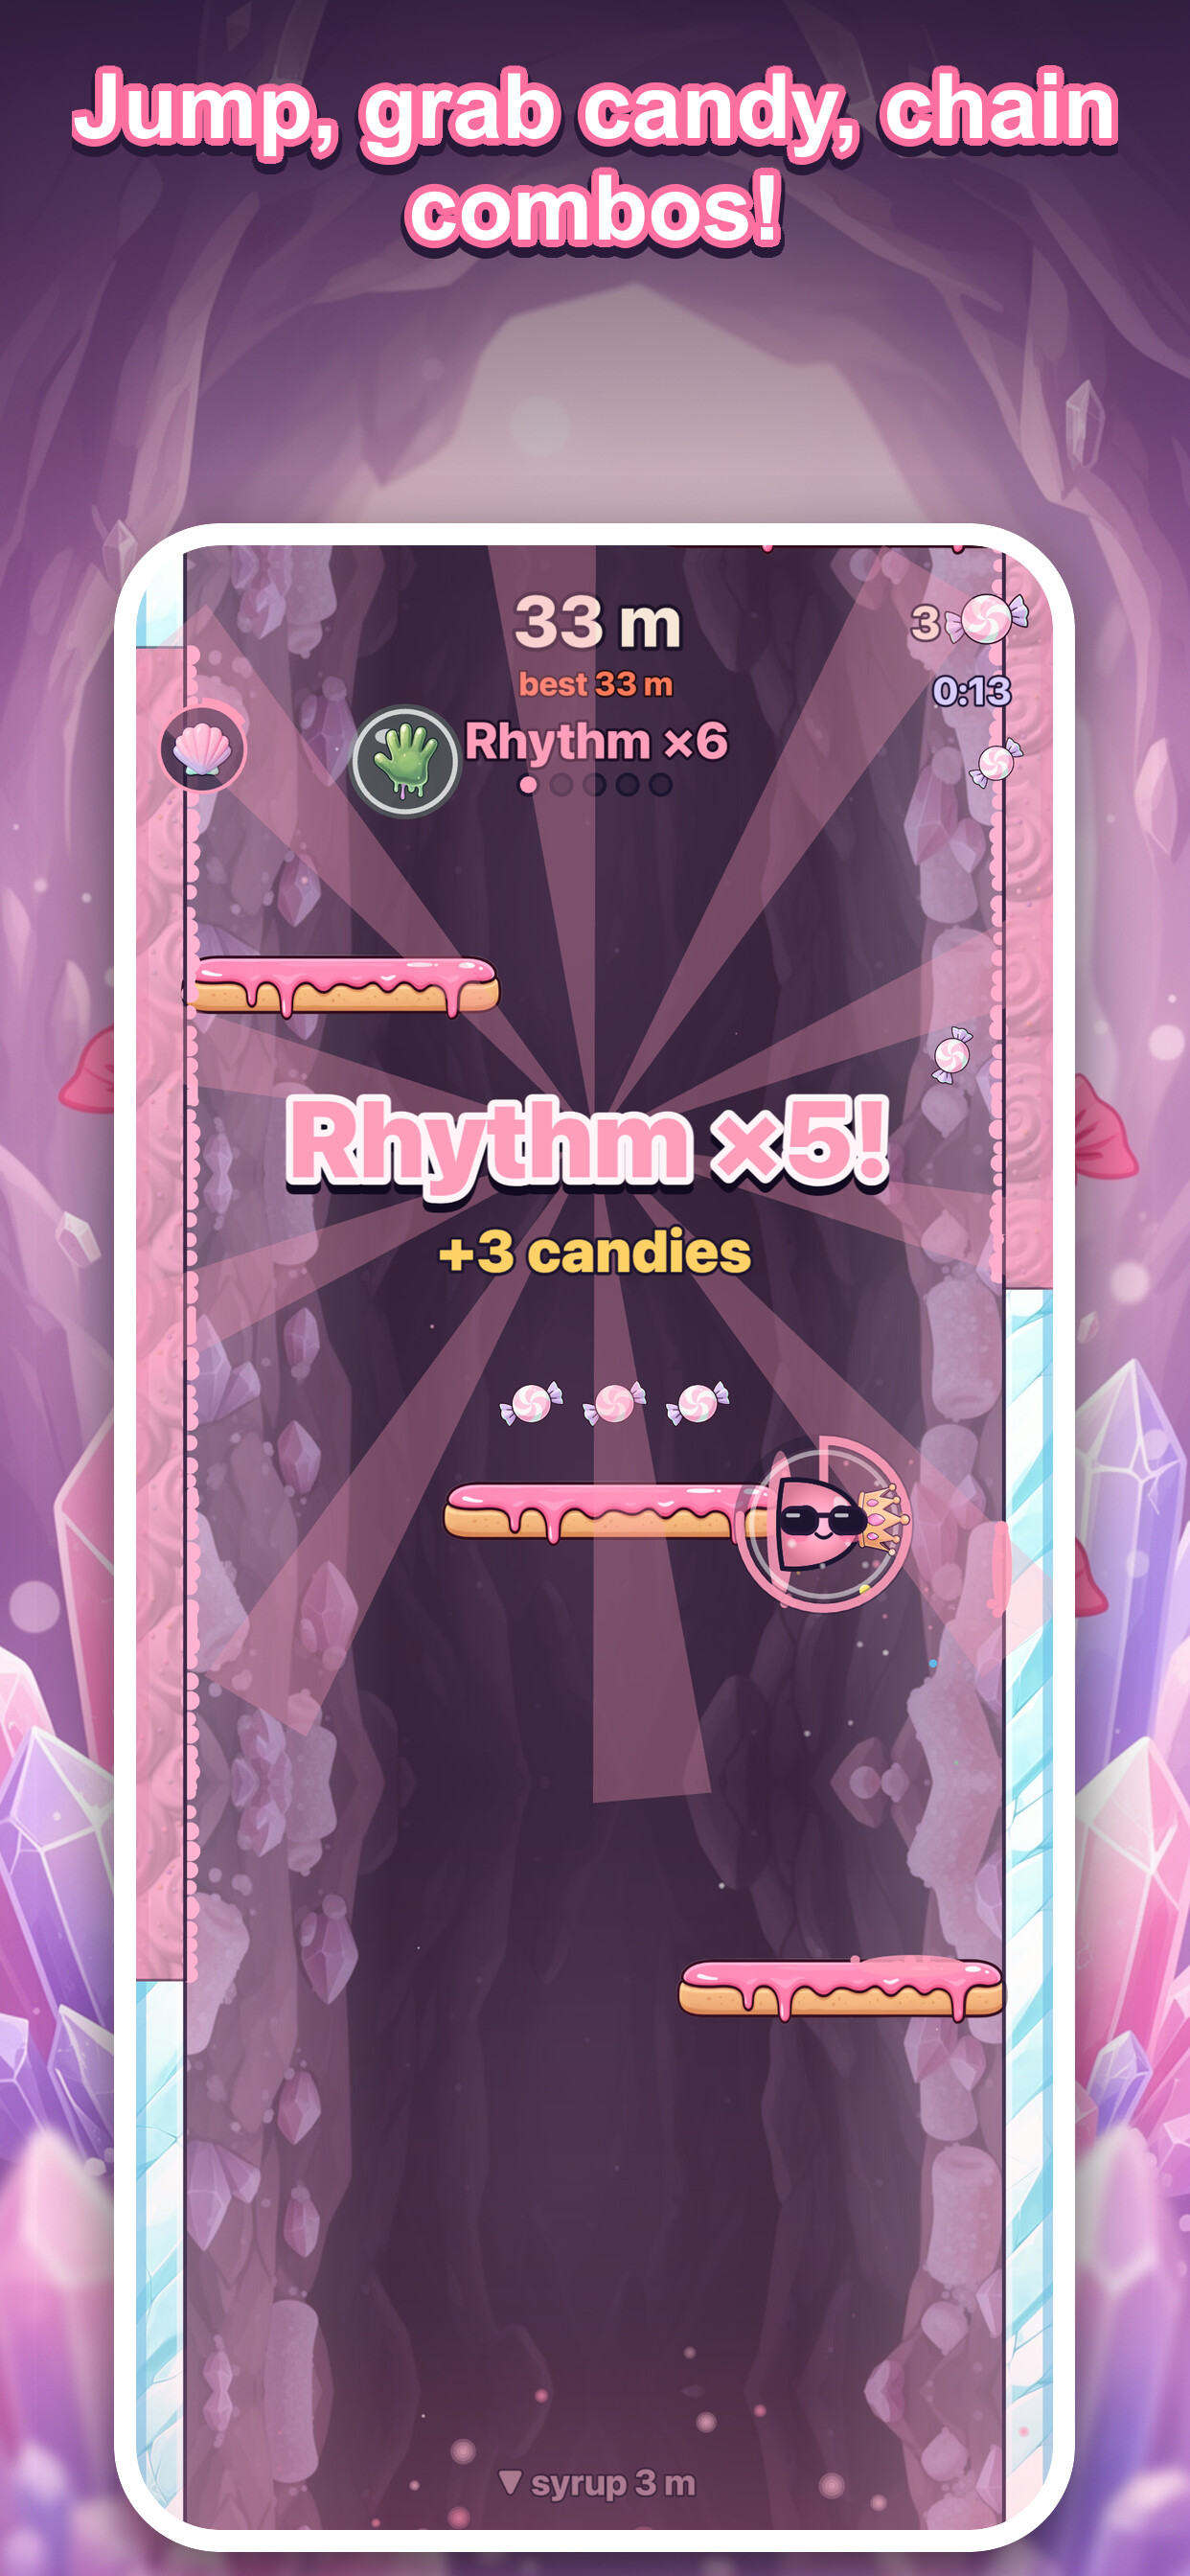 Jump, grab candy, chain
combos!
33 m
3
best 33 m
0:13
Rhythm ×6
Rhythm ×5!
+3 candies
▼ syrup 3 m